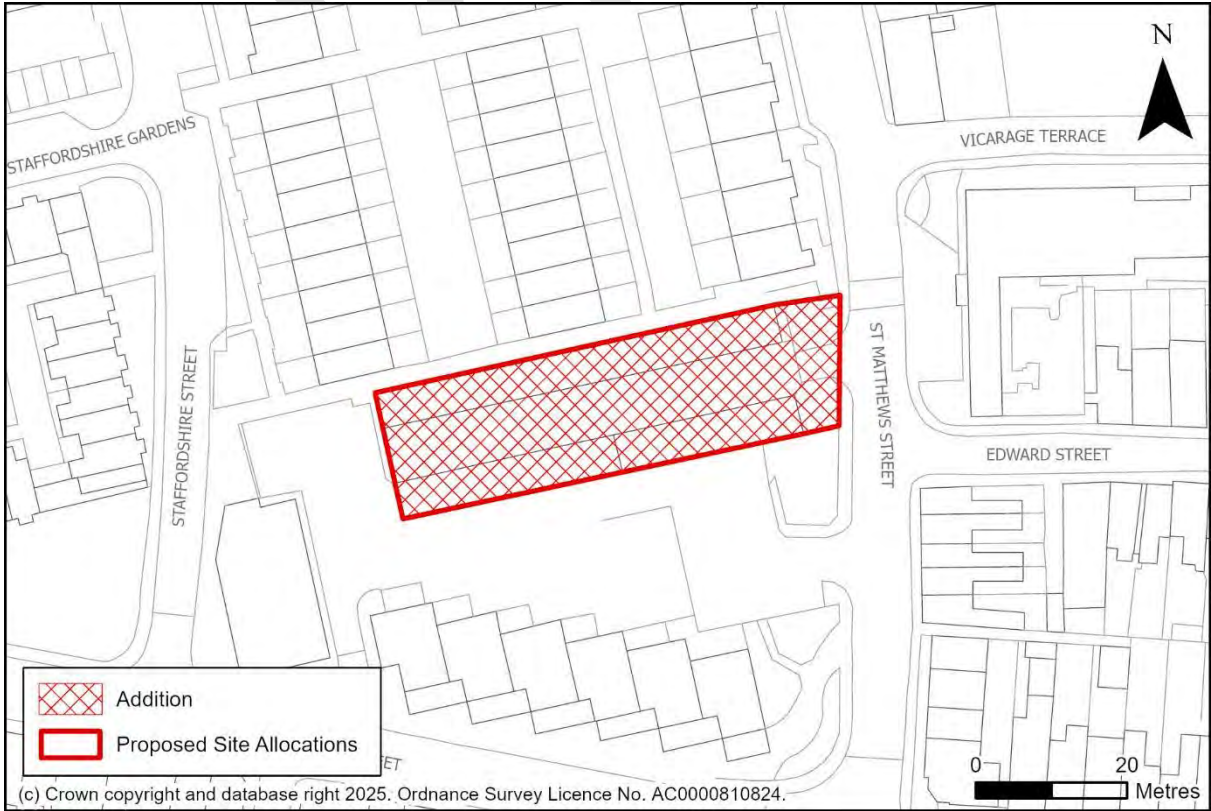 N
STAFFORDSHIRE GARDENS
VICARAGE TERRACE
STAFFORDSHIRE STREET
ST MATTHEWS STREET
EDWARD STREET
Addition
Proposed Site Allocations
0 20
Metres
(c) Crown copyright and database right 2025. Ordnance Survey Licence No. AC0000810824.